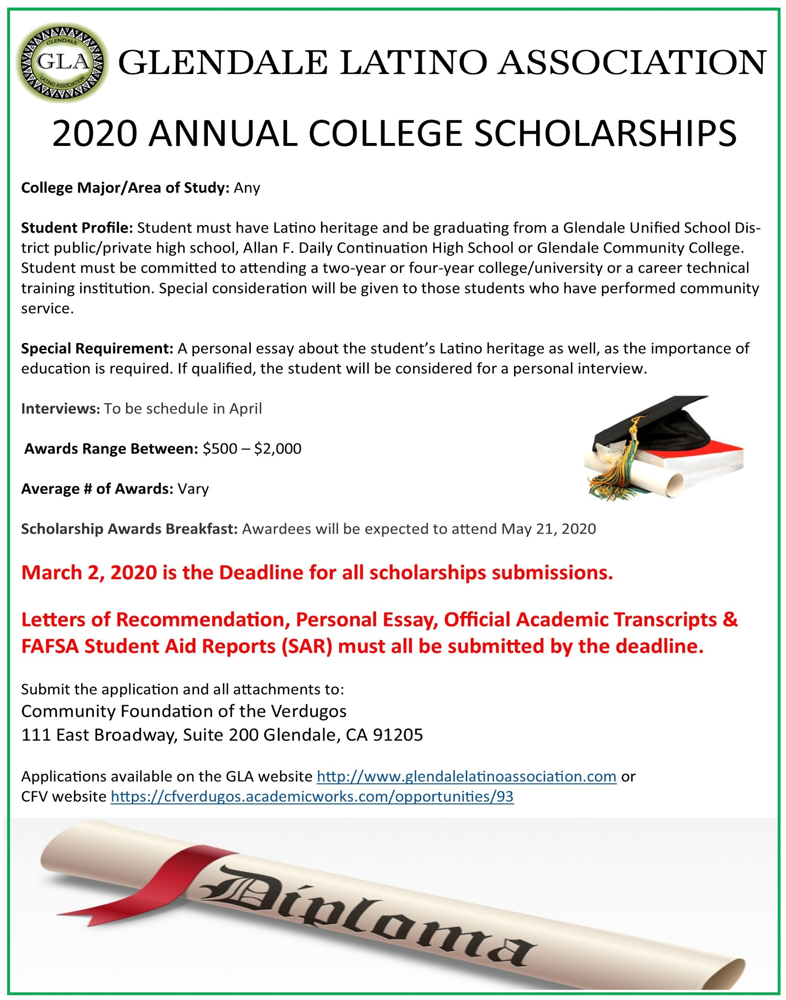 GLENDALE
GLA
LATINO ASSOCIATION
GLENDALE LATINO ASSOCIATION
2020 ANNUAL COLLEGE SCHOLARSHIPS
College Major/Area of Study: Any
Student Profile: Student must have Latino heritage and be graduating from a Glendale Unified School Dis-
trict public/private high school, Allan F. Daily Continuation High School or Glendale Community College.
Student must be committed to attending a two-year or four-year college/university or a career technical
training institution. Special consideration will be given to those students who have performed community
service.
Special Requirement: A personal essay about the student’s Latino heritage as well, as the importance of
education is required. If qualified, the student will be considered for a personal interview.
Interviews: To be schedule in April
Awards Range Between: $500 – $2,000
Average # of Awards: Vary
Scholarship Awards Breakfast: Awardees will be expected to attend May 21, 2020
March 2, 2020 is the Deadline for all scholarships submissions.
Letters of Recommendation, Personal Essay, Official Academic Transcripts &
FAFSA Student Aid Reports (SAR) must all be submitted by the deadline.
Submit the application and all attachments to:
Community Foundation of the Verdugos
111 East Broadway, Suite 200 Glendale, CA 91205
Applications available on the GLA website http://www.glendalelatinoassociation.com or
CFV website https://cfverdugos.academicworks.com/opportunities/93
Diploma